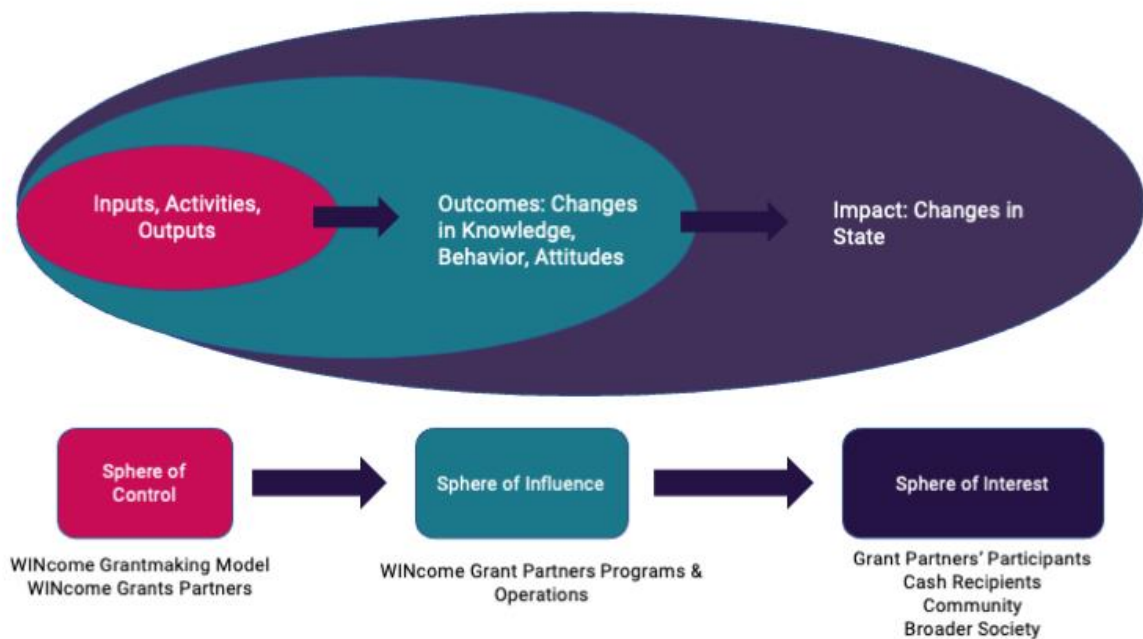 Inputs, Activities,
Outputs
Outcomes: Changes
in Knowledge,
Behavior, Attitudes
Impact: Changes in
State
Sphere of
Control
Sphere of Influence
Sphere of Interest
WINcome Grantmaking Model
WINcome Grants Partners
WINcome Grant Partners Programs &
Operations
Grant Partners' Participants
Cash Recipients
Community
Broader Society